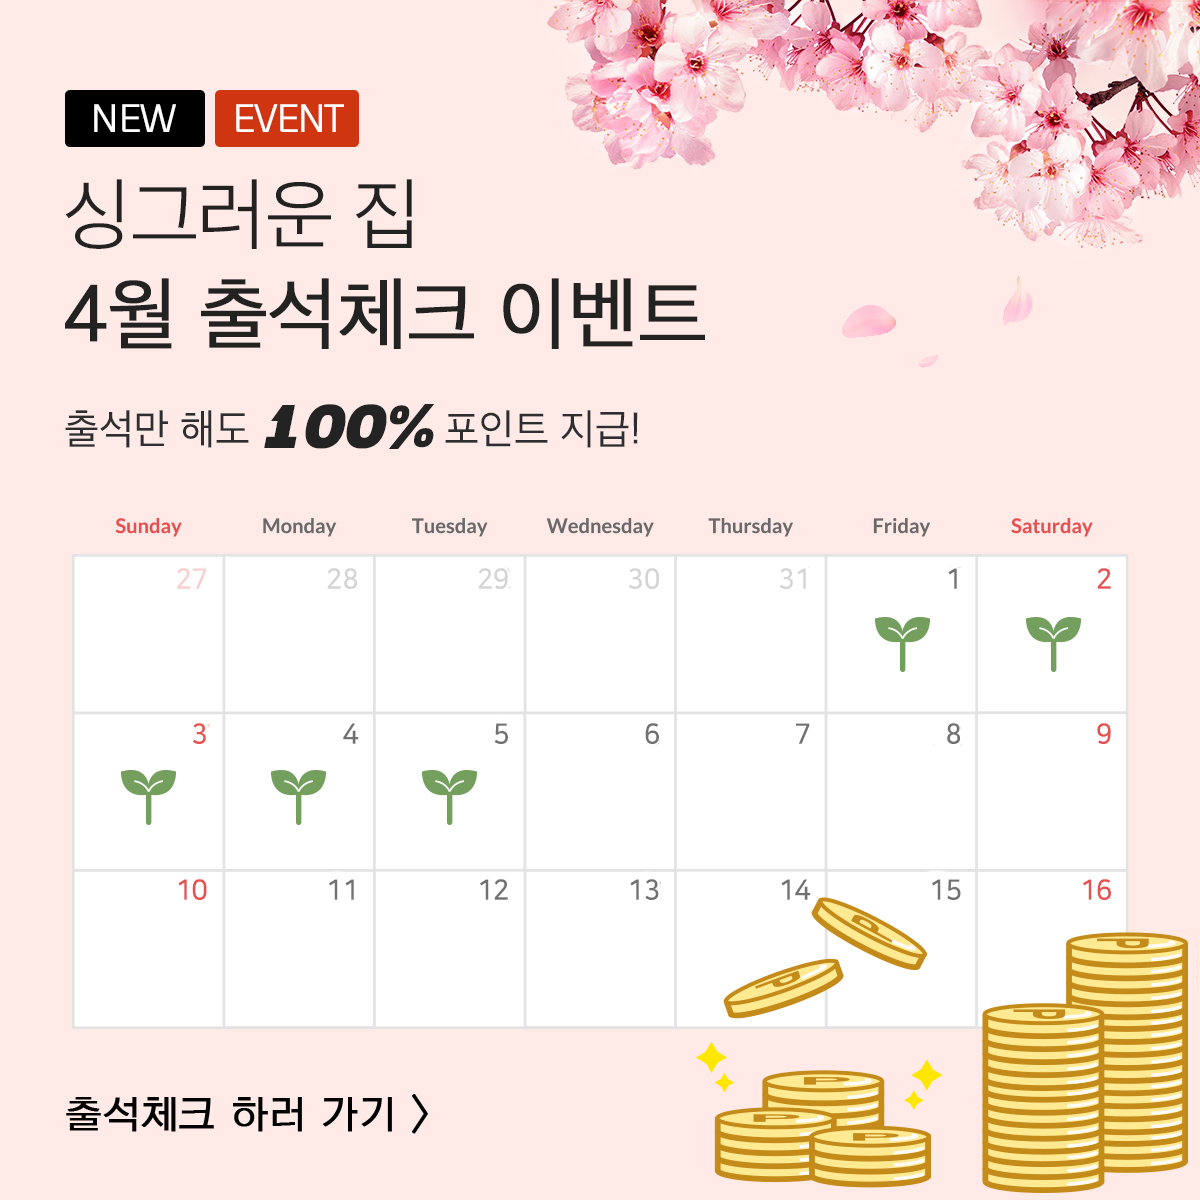 NEW EVENT
싱그러운 집
4월 출석체크 이벤트
출석만 해도 100% 포인트 지급!
Sunday Monday Tuesday Wednesday Thursday Friday Saturday
27 28 29 30 31 1 2
3 4 5 6 7 8 9
10 11 12 13 14 15 16
출석체크 하러 가기 〉
P P
P P
P P P